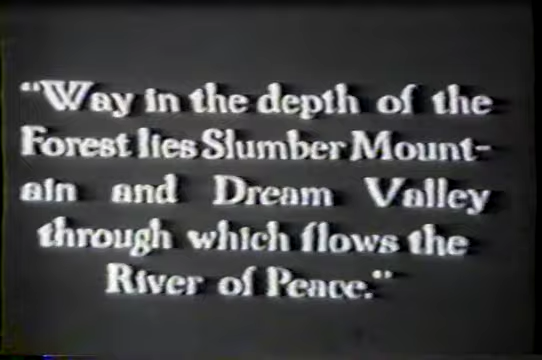 "Way in the depth of the
Forest lies Slumber Mount-
ain and Dream Valley
through which flows the
River of Peace."